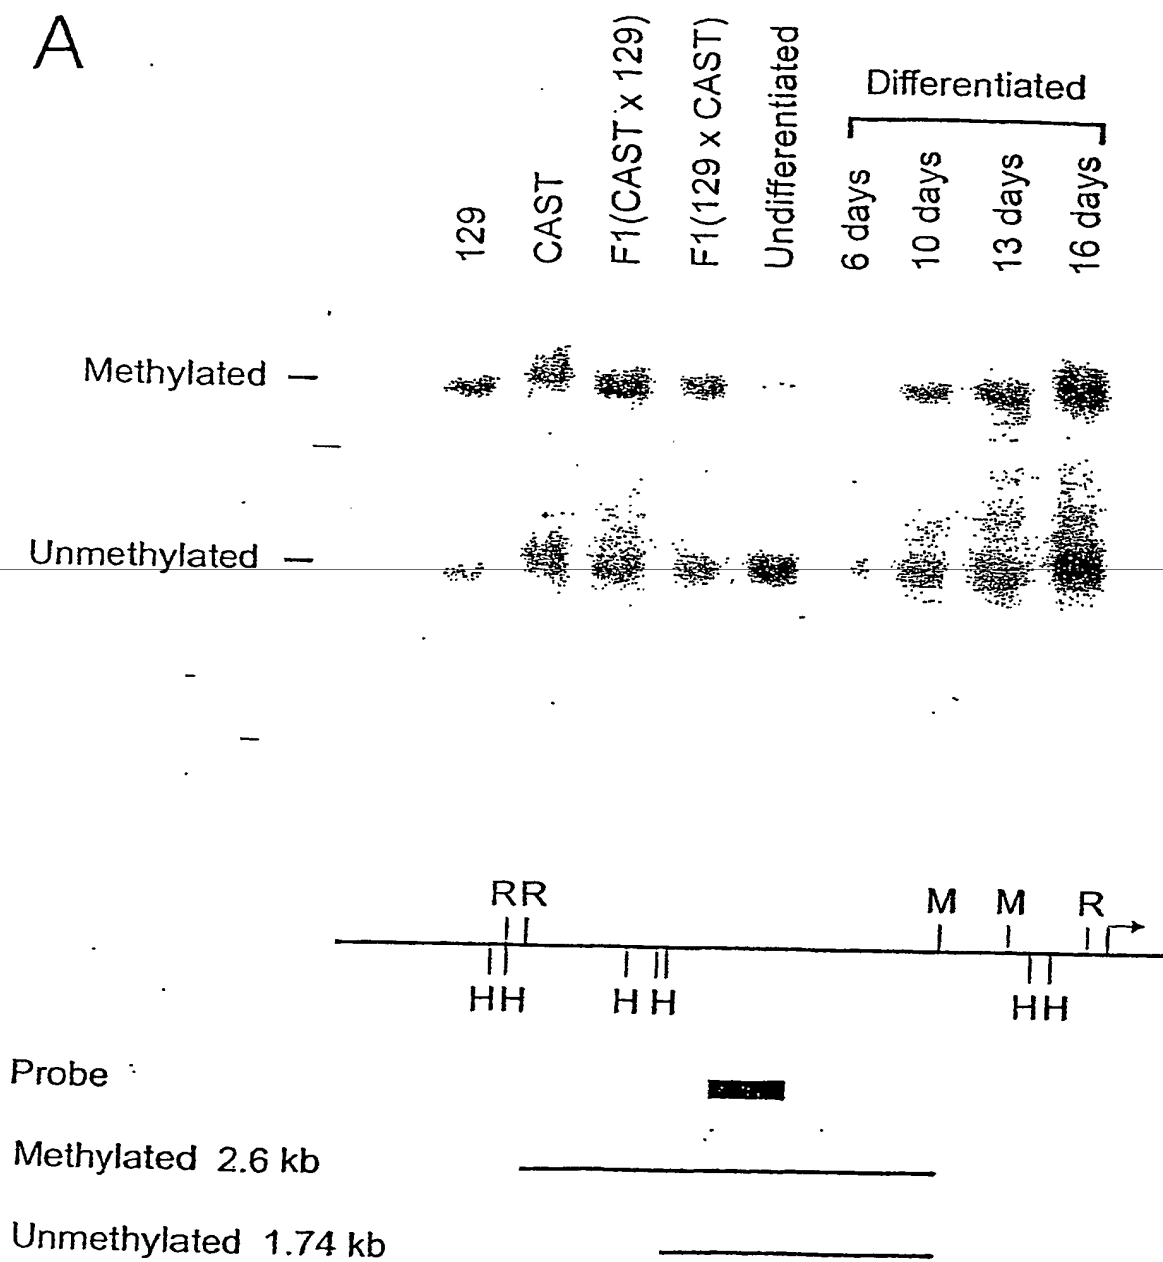 A
Differentiated
129
CAST
F1(CAST x 129)
F1(129 x CAST)
Undifferentiated
6 days
10 days
13 days
16 days
Methylated
Unmethylated
RR M M R
HH H H HH
Probe
Methylated 2.6 kb
Unmethylated 1.74 kb